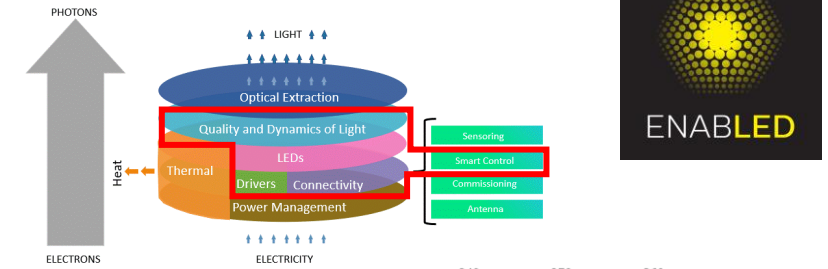 PHOTONS
LIGHT
Optical Extraction
Quality and Dynamics of Light
LEDs
Thermal
Heat
Drivers
Connectivity
Power Management
ELECTRONS
ELECTRICITY
Sensoring
Smart Control
Commissioning
Antenna
ENABLED